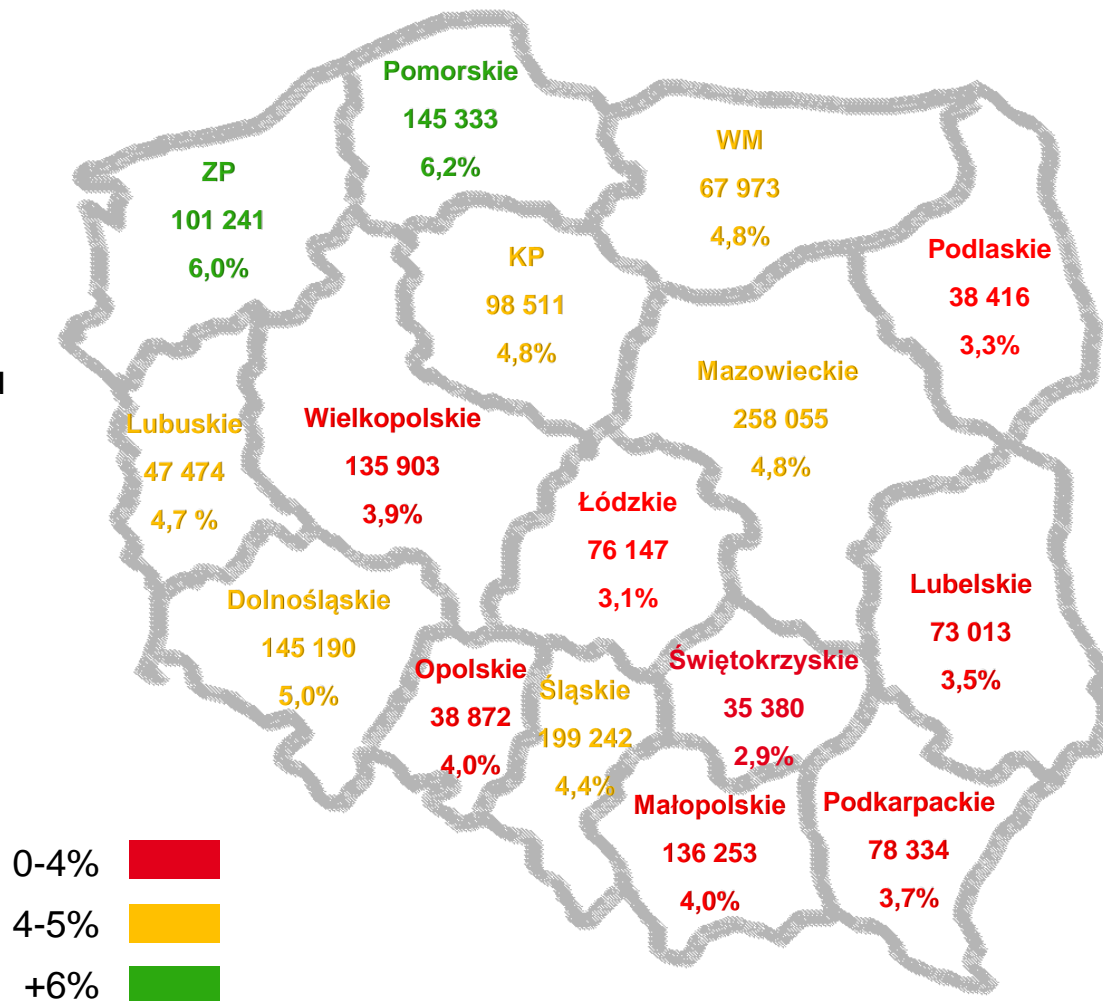 Pomorskie
145 333
6,2%
WM
67 973
4,8%
ZP
101 241
6,0%
KP
98 511
4,8%
Podlaskie
38 416
3,3%
Mazowieckie
258 055
4,8%
Lubuskie
47 474
4,7 %
Wielkopolskie
135 903
3,9%
Łódzkie
76 147
3,1%
Lubelskie
73 013
3,5%
Dolnośląskie
145 190
5,0%
Opolskie
38 872
4,0%
Śląskie
199 242
4,4%
Świętokrzyskie
35 380
2,9%
Małopolskie
136 253
4,0%
Podkarpackie
78 334
3,7%
0-4%
4-5%
+6%